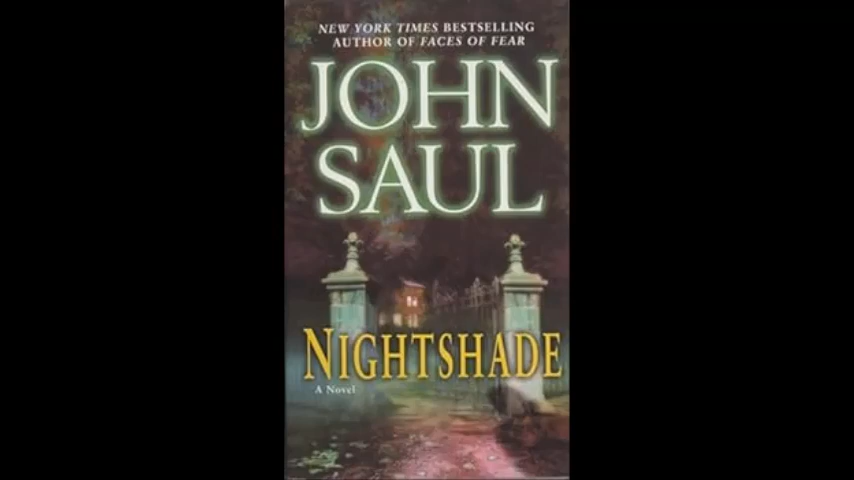 NEW YORK TIMES BESTSELLING
AUTHOR OF FACES OF FEAR
JOHN
SAUL
NIGHTSHADE
A Novel